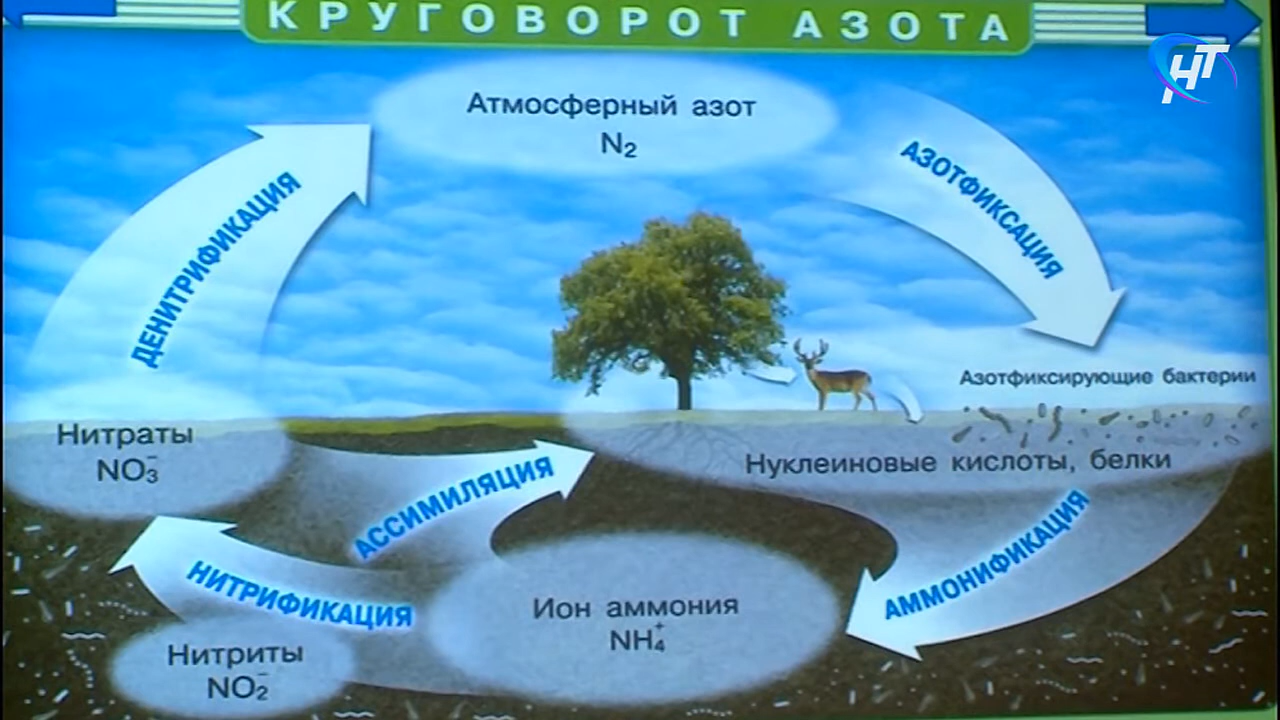 КРУГОВОРОТ АЗОТА
НТ
Атмосферный азот
N₂
АЗОТФИКСАЦИЯ
ДЕНИТРИФИКАЦИЯ
Азотфиксирующие бактерии
Нитраты
NO₃⁻
Нуклеиновые кислоты, белки
АССИМИЛЯЦИЯ
АММОНИФИКАЦИЯ
НИТРИФИКАЦИЯ
Ион аммония
NH₄⁺
Нитриты
NO₂⁻